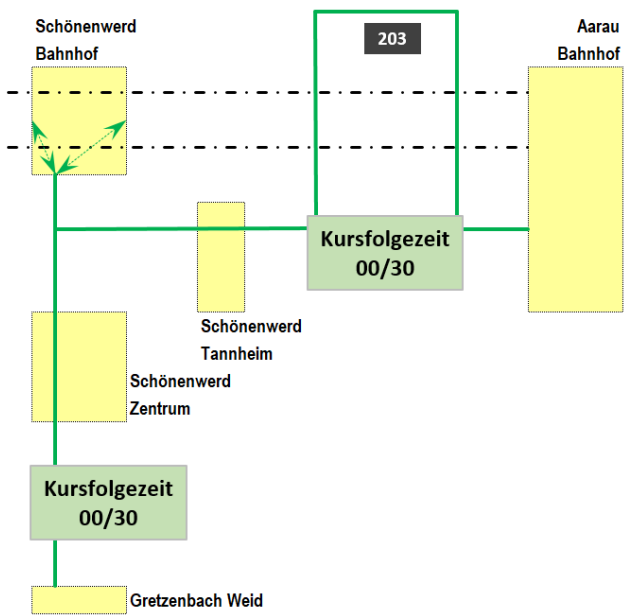 Schönenwerd
Bahnhof
203
Aarau
Bahnhof
Kursfolgezeit
00/30
Schönenwerd
Tannheim
Schönenwerd
Zentrum
Kursfolgezeit
00/30
Gretzenbach Weid